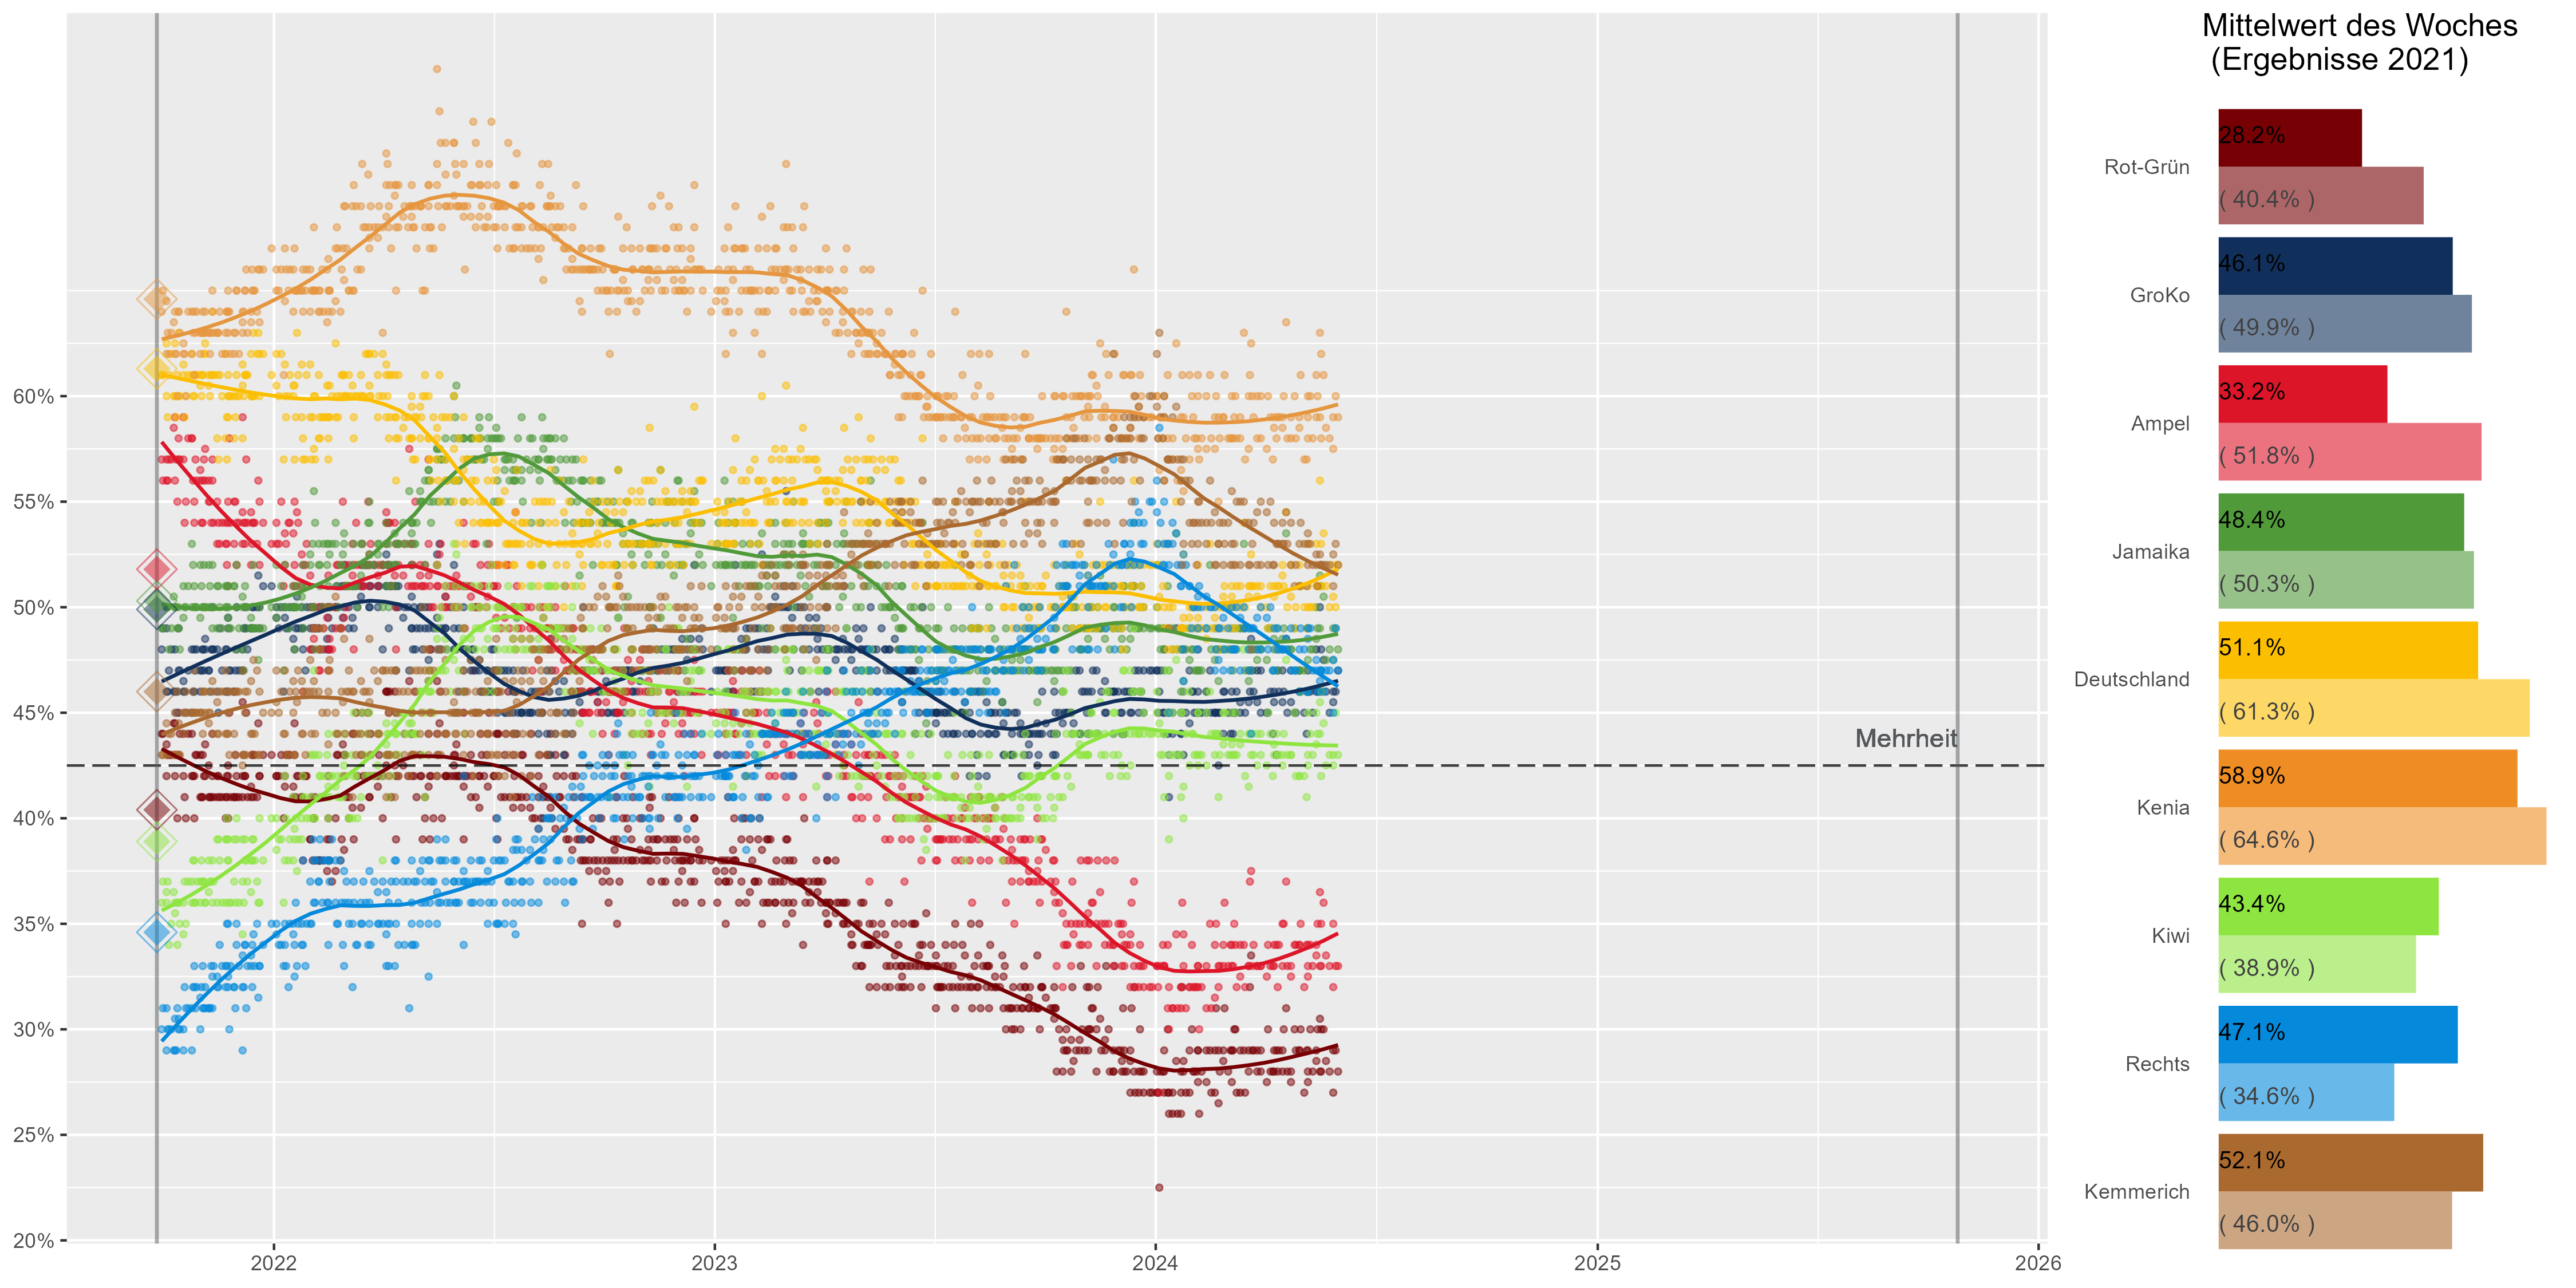 60%
55%
50%
45%
40%
35%
30%
25%
20%
2022
2023
2024
2025
2026
Mehrheit
Mittelwert des Woches
(Ergebnisse 2021)
Rot-Grün
28.2%
( 40.4% )
GroKo
46.1%
( 49.9% )
Ampel
33.2%
( 51.8% )
Jamaika
48.4%
( 50.3% )
Deutschland
51.1%
( 61.3% )
Kenia
58.9%
( 64.6% )
Kiwi
43.4%
( 38.9% )
Rechts
47.1%
( 34.6% )
Kemmerich
52.1%
( 46.0% )